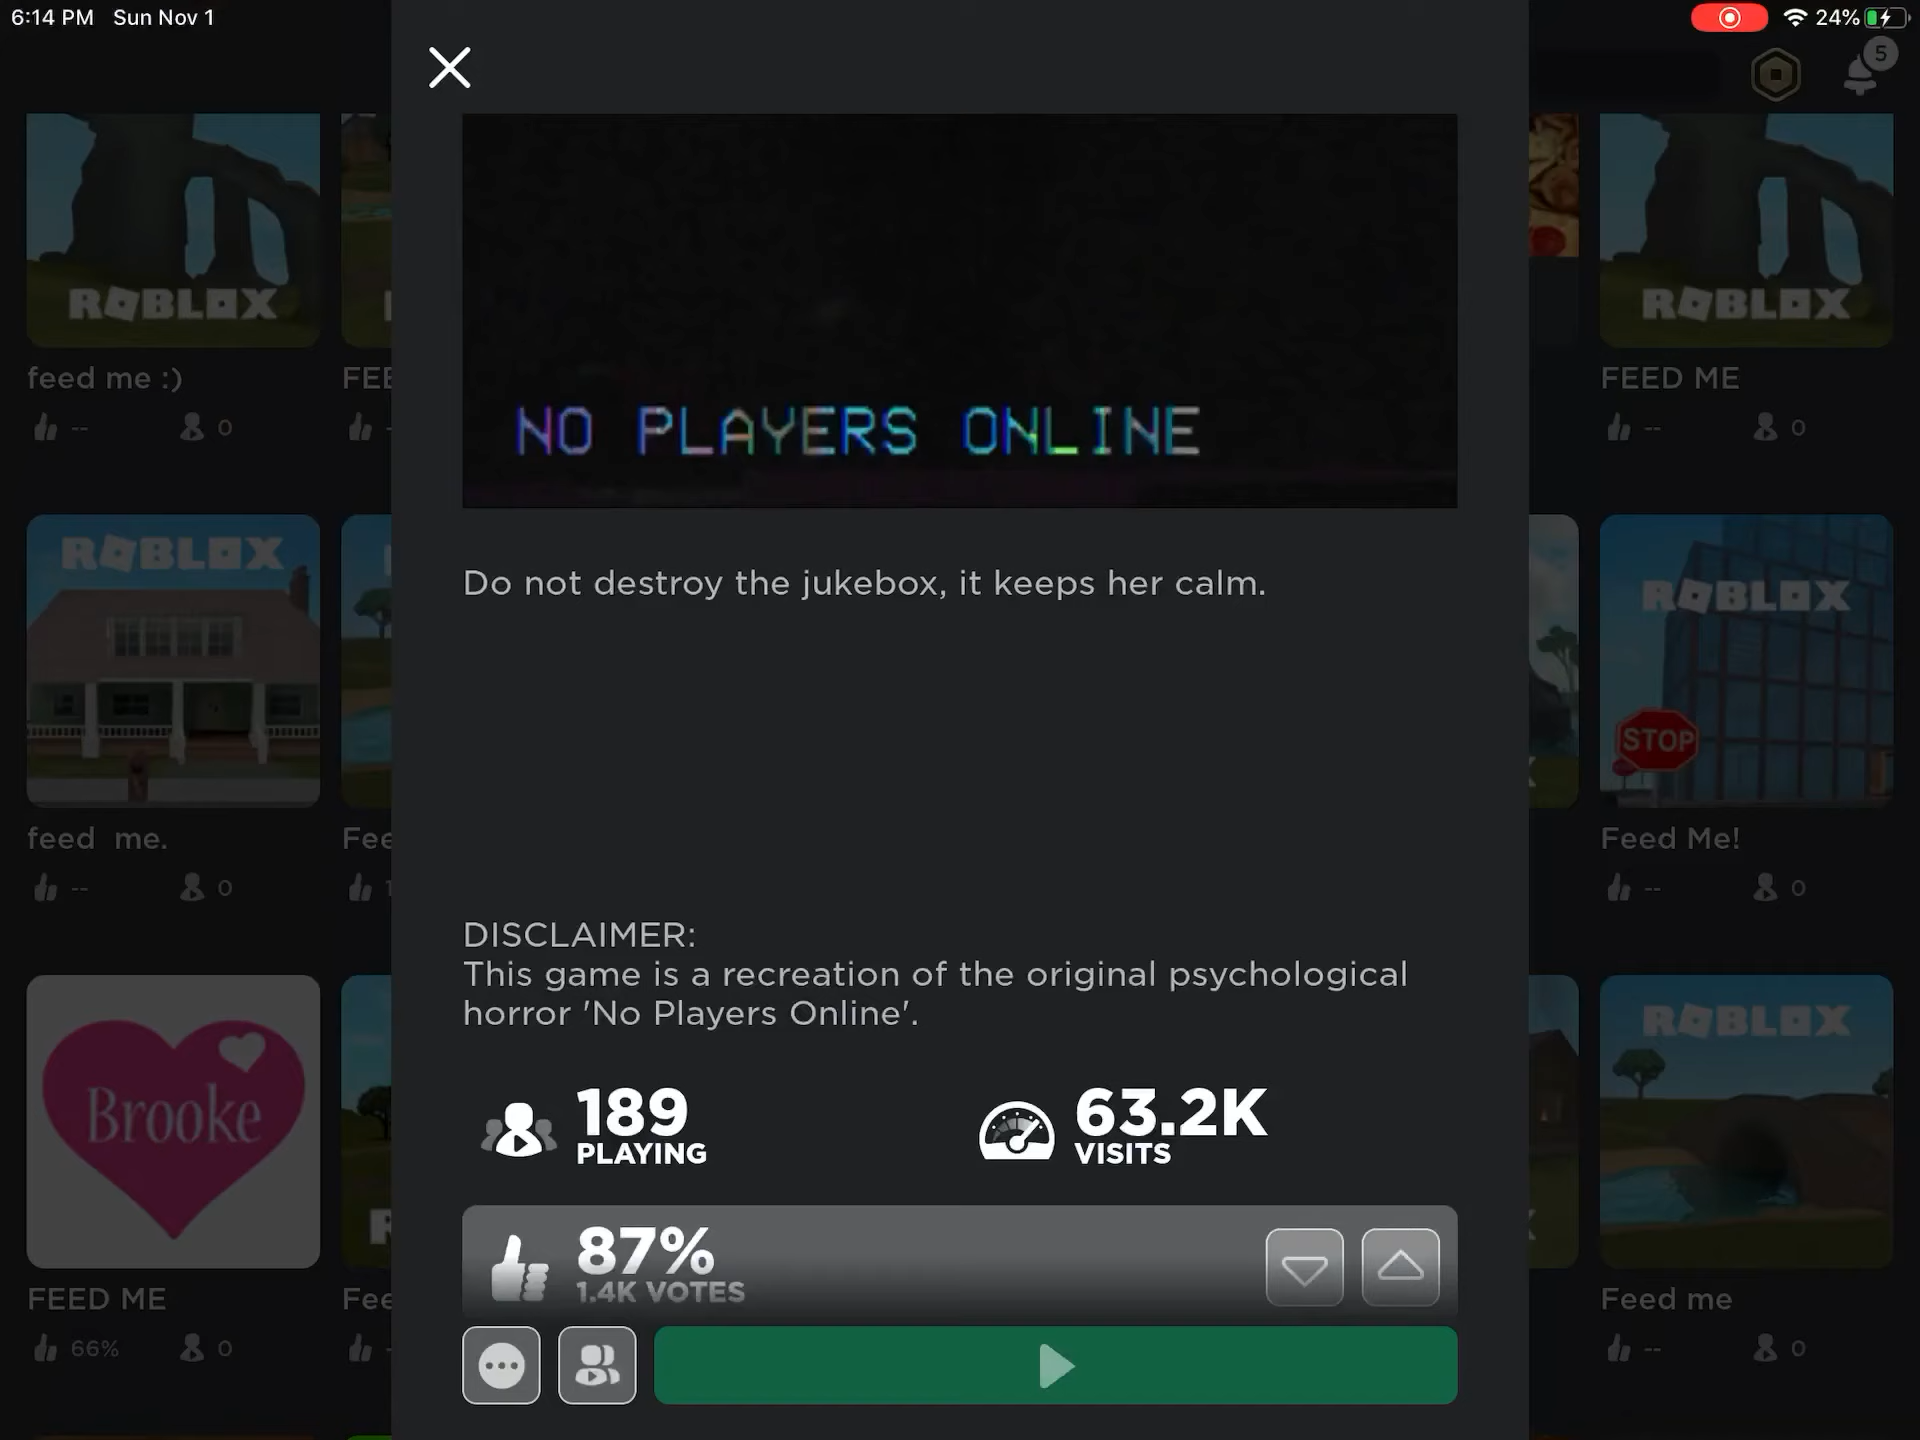 6:14 PM Sun Nov 1
24%
5
ROBLOX
feed me :)
--
0
FEE
ROBLOX
FEED ME
--
0
ROBLOX
feed me.
--
0
Fee
ROBLOX
STOP
Feed Me!
--
0
Brooke
FEED ME
66%
0
Fee
ROBLOX
Feed me
--
0
NO PLAYERS ONLINE
Do not destroy the jukebox, it keeps her calm.
DISCLAIMER:
This game is a recreation of the original psychological
horror 'No Players Online'.
189
PLAYING
63.2K
VISITS
87%
1.4K VOTES